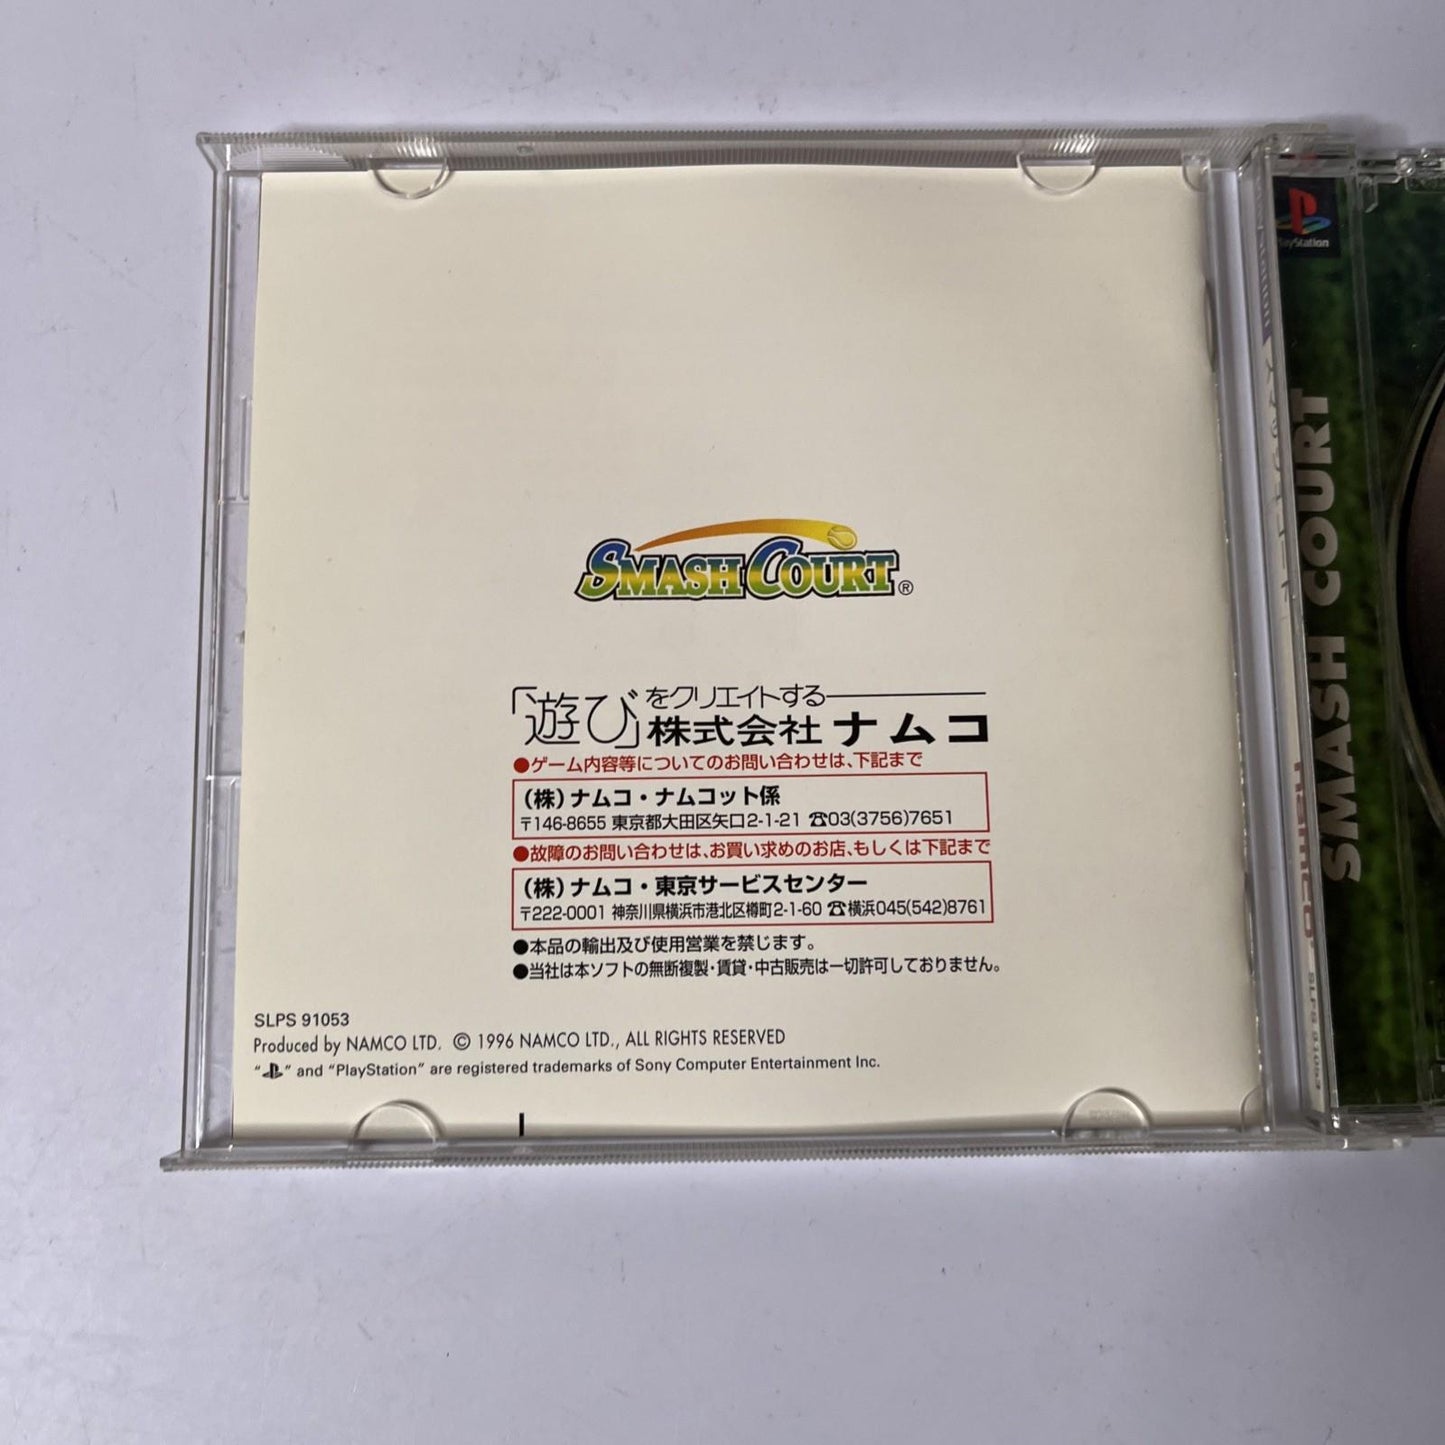 SMASH COURT®
「遊び」をクリエイトする
株式会社ナムコ
●ゲーム内容等についてのお問い合わせは、下記まで
(株)ナムコ・ナムコット係
〒146-8655 東京都大田区矢口2-1-21 ☎03(3756)7651
●故障のお問い合わせは、お買い求めのお店、もしくは下記まで
(株)ナムコ・東京サービスセンター
〒222-0001 神奈川県横浜市港北区樽町2-1-60 ☎横浜045(542)8761
●本品の輸出及び使用営業を禁じます。
●当社は本ソフトの無断複製・賃貸・中古販売は一切許可しておりません。
SLPS 91053
Produced by NAMCO LTD. © 1996 NAMCO LTD., ALL RIGHTS RESERVED
“ ” and “PlayStation” are registered trademarks of Sony Computer Entertainment Inc.
PlayStation
SMASH COURT
namco
SLPS 91053